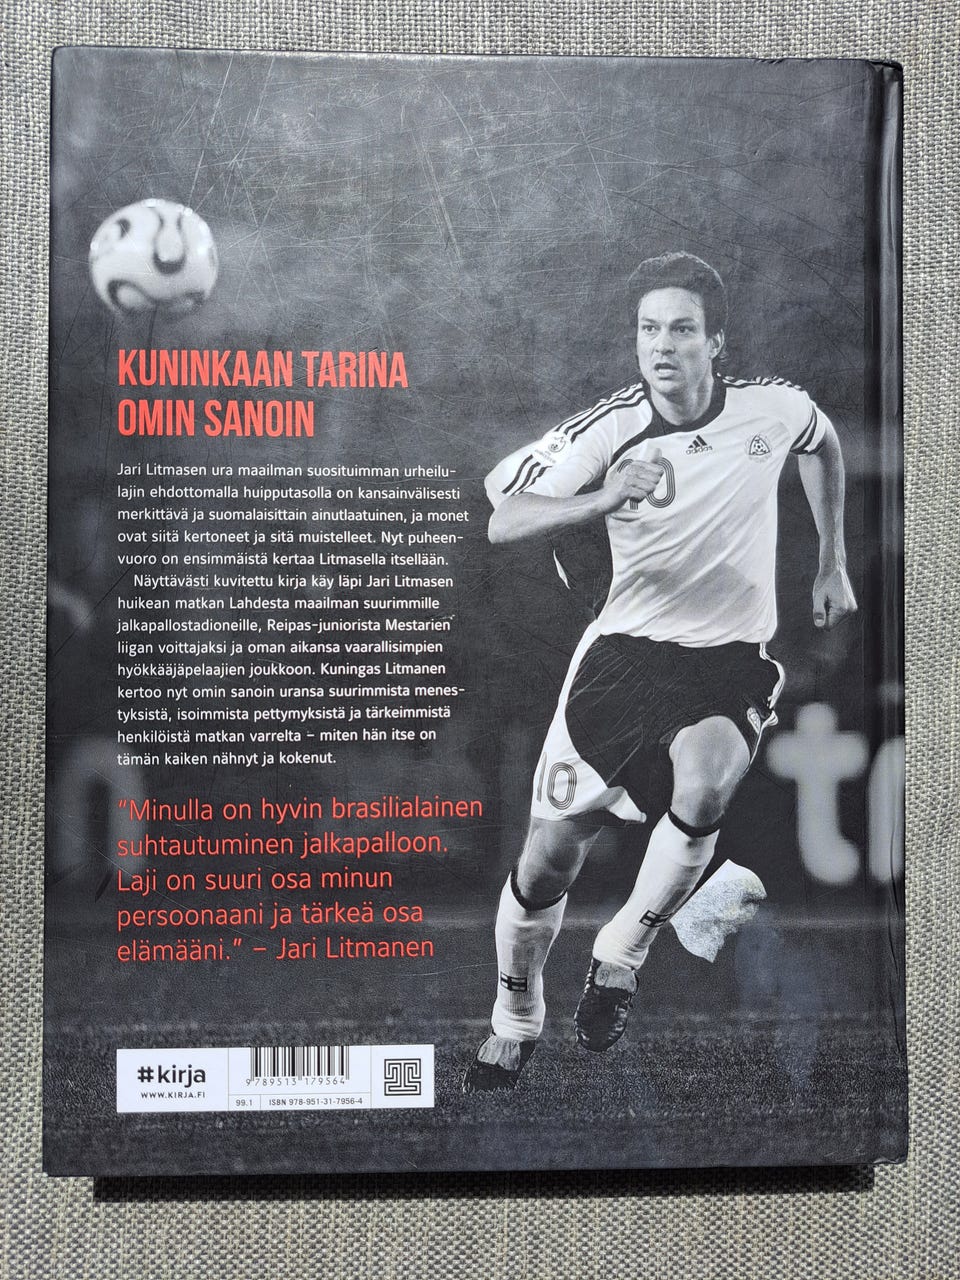 KUNINKAAN TARINA
OMIN SANOIN
Jari Litmasen ura maailman suosituimman urheilu-
lajin ehdottomalla huipputasolla on kansainvälisesti
merkittävä ja suomalaisittain ainutlaatuinen, ja monet
ovat siitä kertoneet ja sitä muistelleet. Nyt puheen-
vuoro on ensimmäistä kertaa Litmasella itsellään.
Näyttävästi kuvitettu kirja käy läpi Jari Litmasen
huikean matkan Lahdesta maailman suurimmille
jalkapallostadioneille, Reipas-juniorista Mestarien
liigan voittajaksi ja oman aikansa vaarallisimpien
hyökkääjäpelaajien joukkoon. Kuningas Litmanen
kertoo nyt omin sanoin uransa suurimmista menes-
tyksistä, isoimmista pettymyksistä ja tärkeimmistä
henkilöistä matkan varrelta – miten hän itse on
tämän kaiken nähnyt ja kokenut.
"Minulla on hyvin brasilialainen
suhtautuminen jalkapalloon.
Laji on suuri osa minun
persoonaani ja tärkeä osa
elämääni." – Jari Litmanen
adidas
10
10
#kirja
WWW.KIRJA.FI
9 789513 179564
99.1
ISBN 978-951-31-7956-4